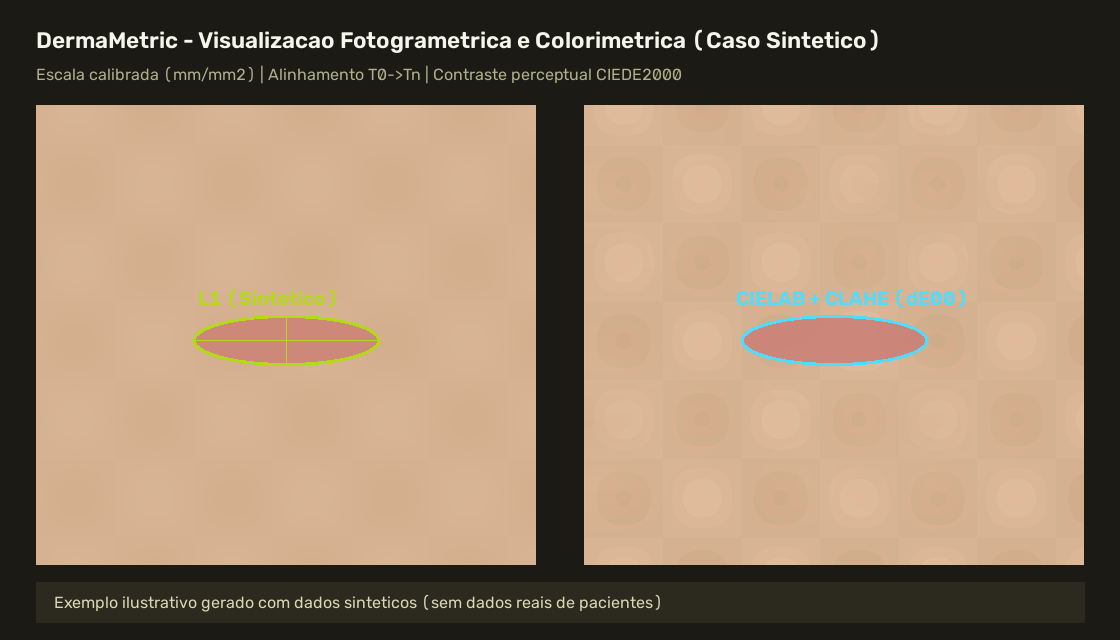 DermaMetric - Visualizacao Fotogrametrica e Colorimetrica (Caso Sintetico)
Escala calibrada (mm/mm2) | Alinhamento T0->Tn | Contraste perceptual CIEDE2000
L1 (Sintetico)
CIELAB + CLAHE (dE00)
Exemplo ilustrativo gerado com dados sinteticos (sem dados reais de pacientes)